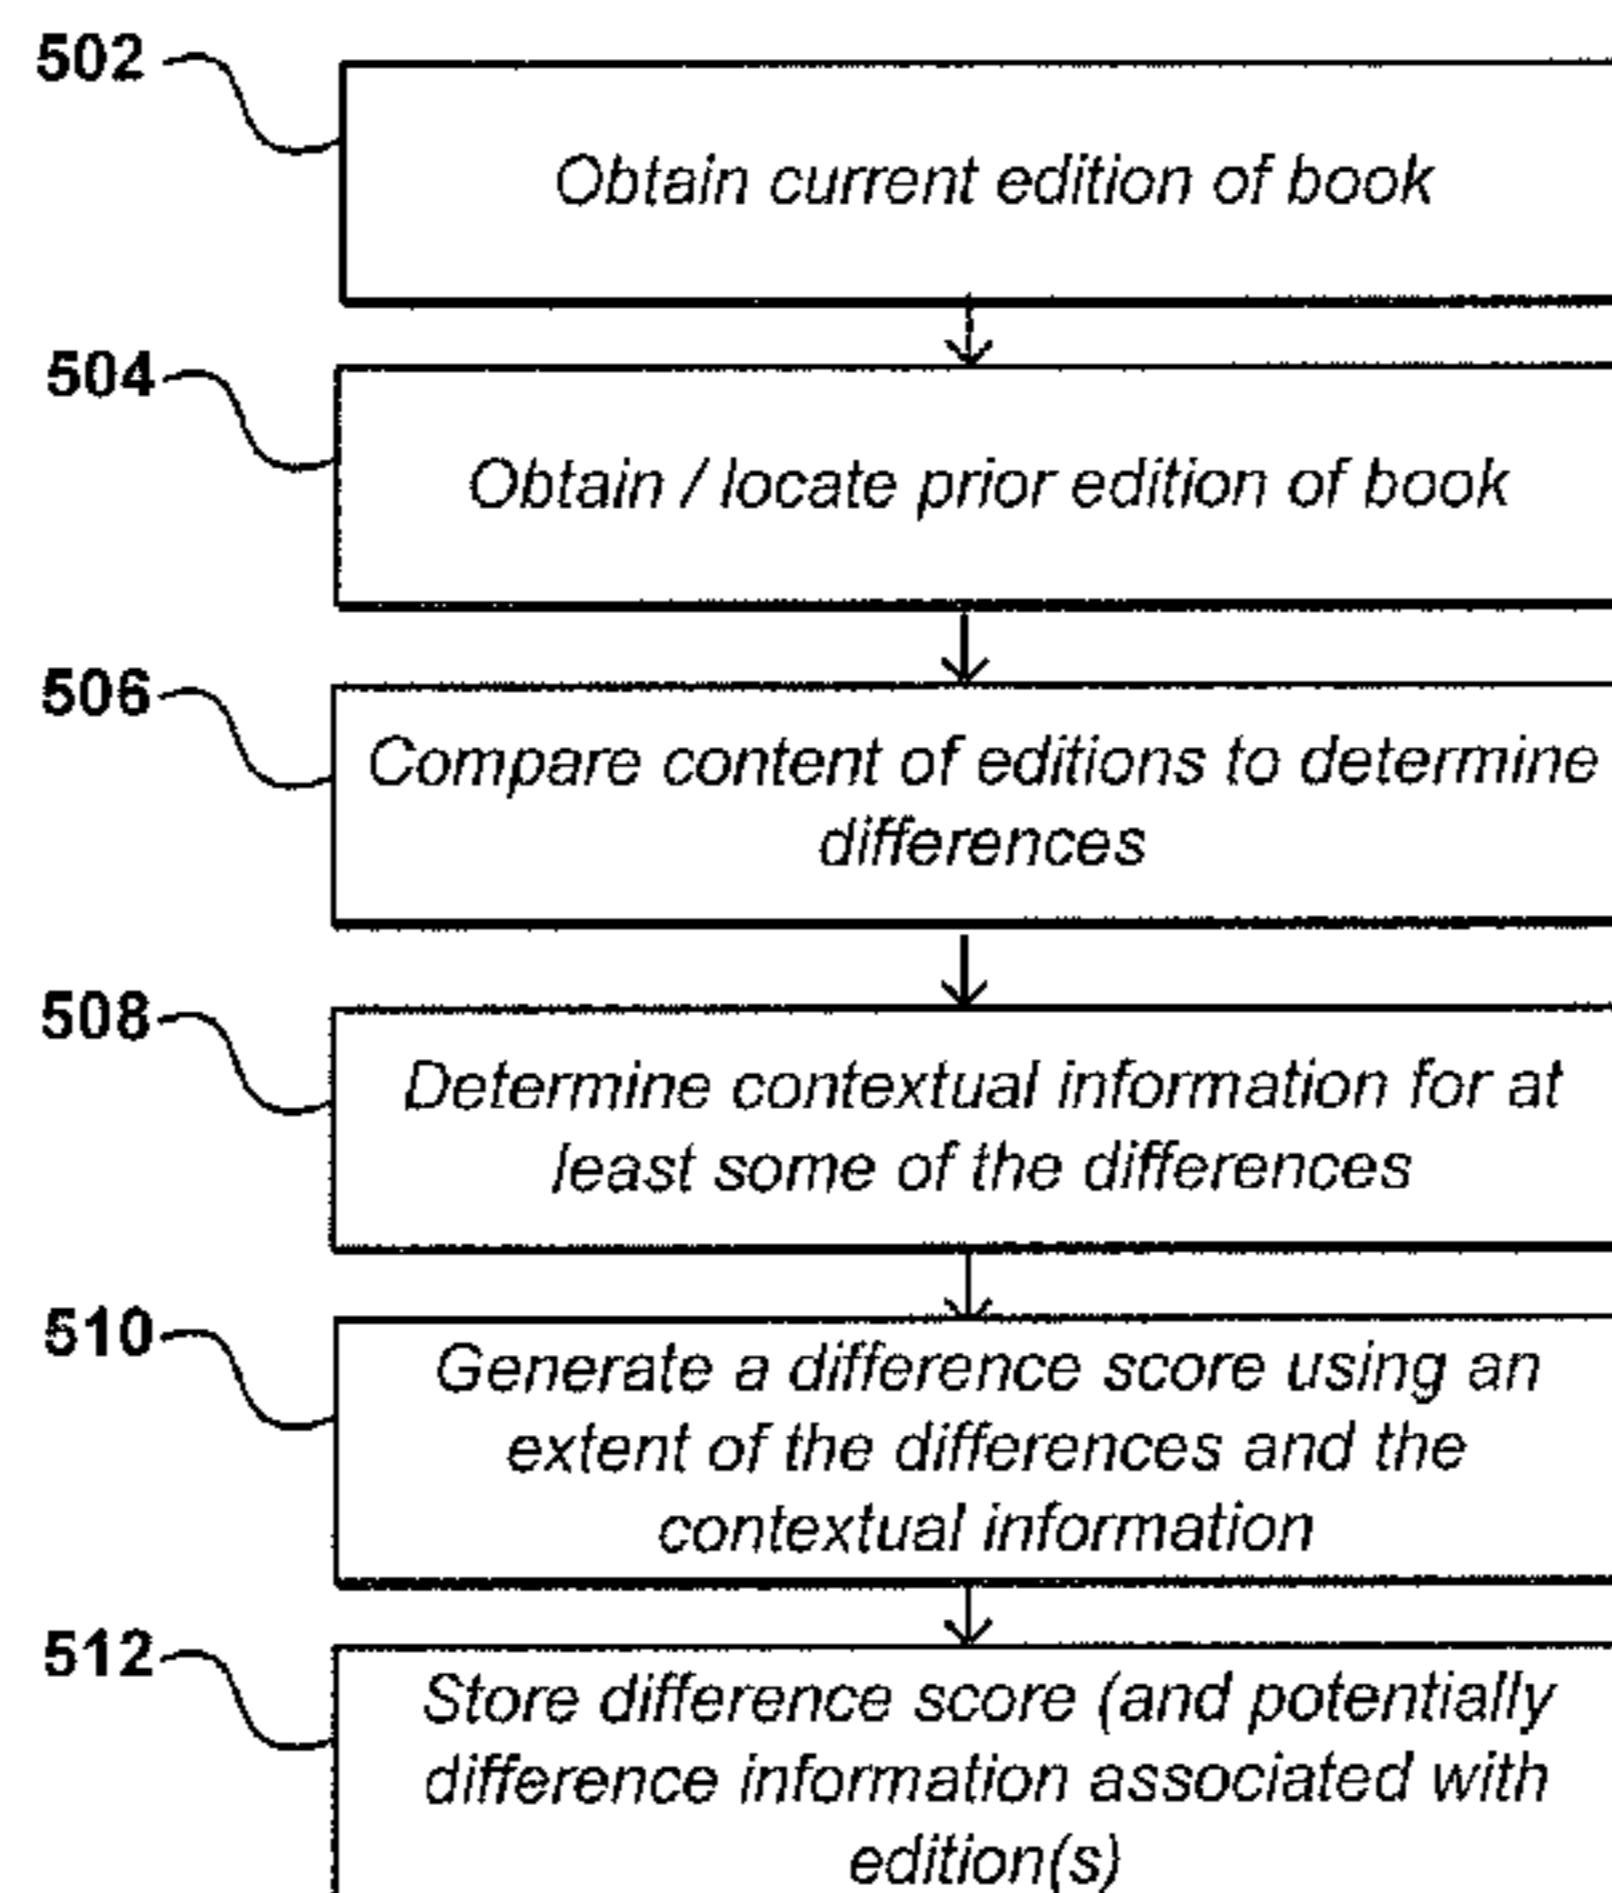 502
Obtain current edition of book
504
Obtain / locate prior edition of book
506
Compare content of editions to determine
differences
508
Determine contextual information for at
least some of the differences
510
Generate a difference score using an
extent of the differences and the
contextual information
512
Store difference score (and potentially
difference information associated with
edition(s)